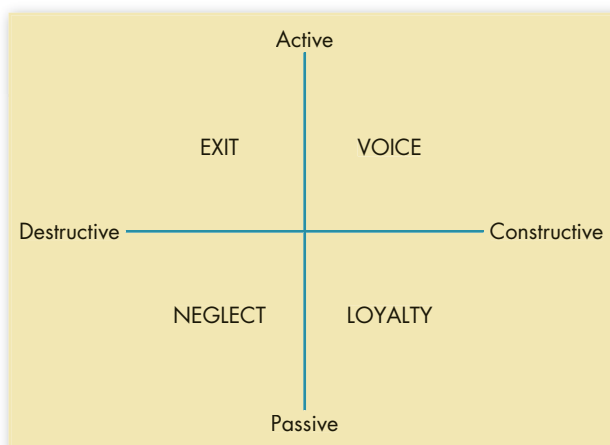 Active
EXIT VOICE
Destructive Constructive
NEGLECT LOYALTY
Passive